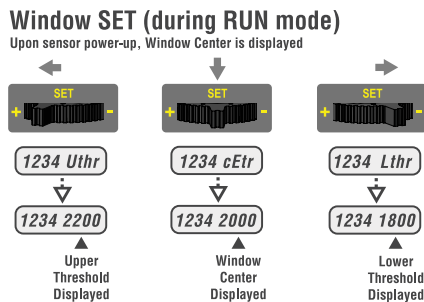 Window SET (during RUN mode)
Upon sensor power-up, Window Center is displayed
SET
+ -
SET
+ -
SET
+ -
1234 Uthr
1234 cEtr
1234 Lthr
1234 2200
1234 2000
1234 1800
Upper
Threshold
Displayed
Window
Center
Displayed
Lower
Threshold
Displayed